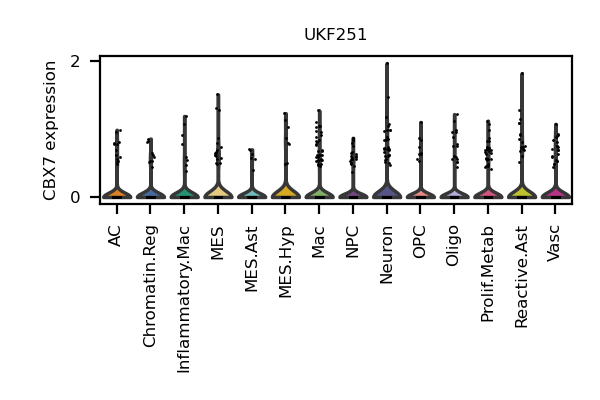 UKF251
CBX7 expression
2
0
AC
Chromatin.Reg
Inflammatory.Mac
MES
MES.Ast
MES.Hyp
Mac
NPC
Neuron
OPC
Oligo
Prolif.Metab
Reactive.Ast
Vasc